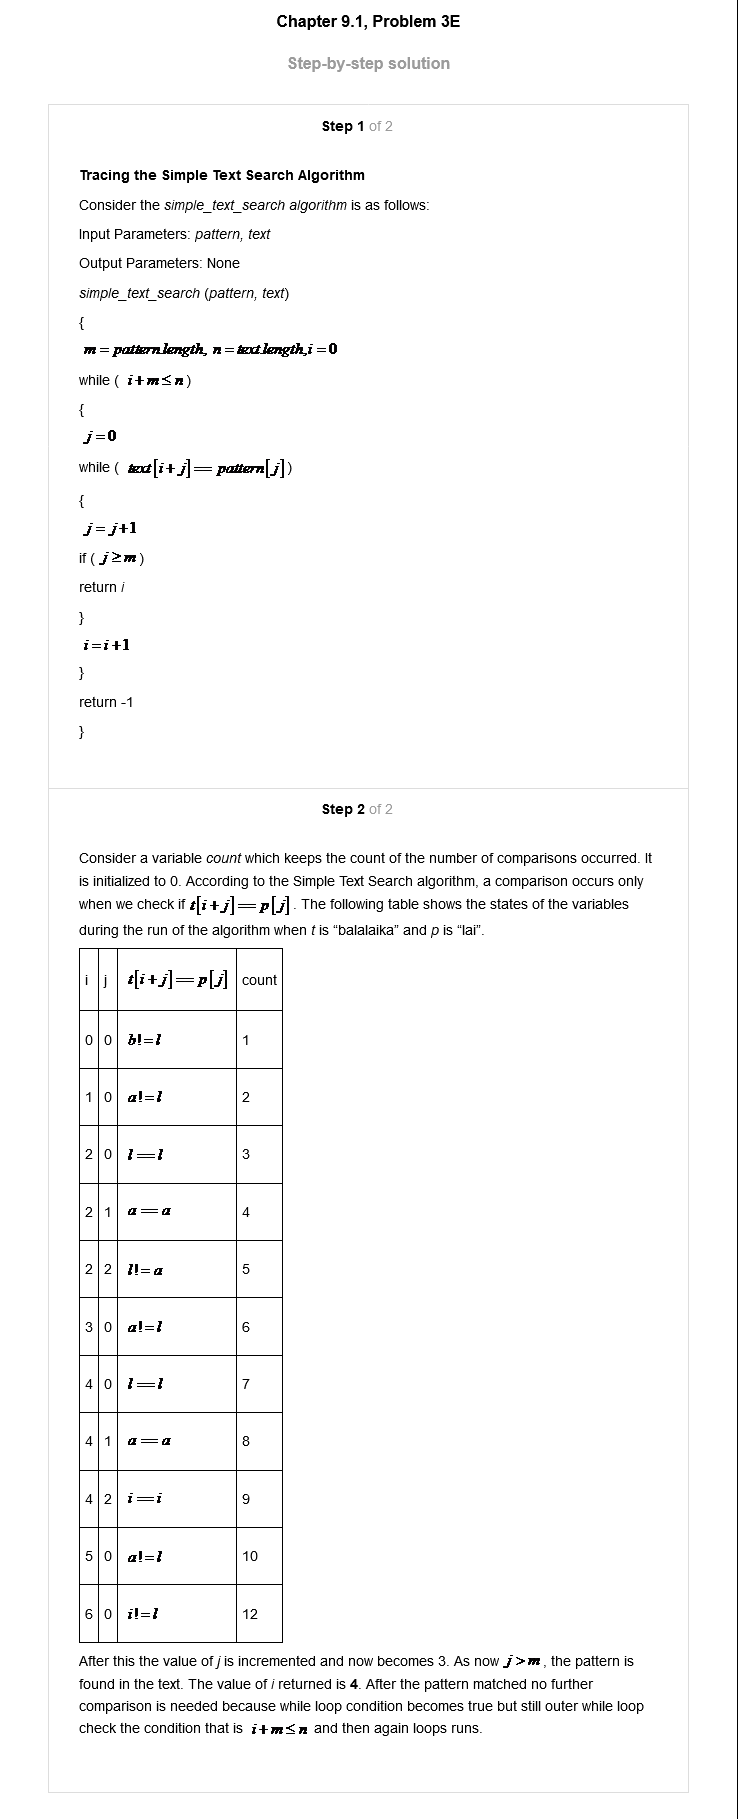 Chapter 9.1, Problem 3E
Step-by-step solution
Step 1 of 2
Tracing the Simple Text Search Algorithm
Consider the simple_text_search algorithm is as follows:
Input Parameters: pattern, text
Output Parameters: None
simple_text_search (pattern, text)
{
m = pattern.length, n = text.length, i = 0
while ( i + m ≤ n )
{
j = 0
while ( text[i + j] == pattern[j] )
{
j = j + 1
if ( j ≥ m )
return i
}
i = i + 1
}
return -1
}
Step 2 of 2
Consider a variable count which keeps the count of the number of comparisons occurred. It
is initialized to 0. According to the Simple Text Search algorithm, a comparison occurs only
when we check if t[i + j] == p[j]. The following table shows the states of the variables
during the run of the algorithm when t is “balalaika” and p is “lai”.
i j t[i + j] == p[j] count
0 0 b != l 1
1 0 a != l 2
2 0 l == l 3
2 1 a == a 4
2 2 l != a 5
3 0 a != l 6
4 0 l == l 7
4 1 a == a 8
4 2 i == i 9
5 0 a != l 10
6 0 i != l 12
After this the value of j is incremented and now becomes 3. As now j > m, the pattern is
found in the text. The value of i returned is 4. After the pattern matched no further
comparison is needed because while loop condition becomes true but still outer while loop
check the condition that is i + m ≤ n and then again loops runs.